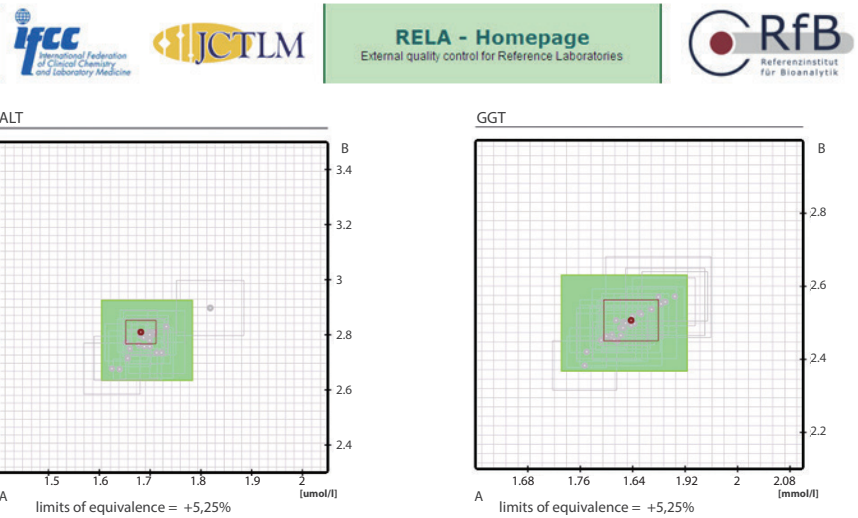 ifcc
International Federation
of Clinical Chemistry
and Laboratory Medicine
JCTLM
RELA - Homepage
External quality control for Reference Laboratories
RfB
Referenzinstitut
für Bioanalytik
ALT
B
3.4
3.2
3
2.8
2.6
2.4
1.5 1.6 1.7 1.8 1.9 2
[umol/l]
A
limits of equivalence = +5,25%
GGT
B
2.8
2.6
2.4
2.2
1.68 1.76 1.64 1.92 2 2.08
[mmol/l]
A
limits of equivalence = +5,25%